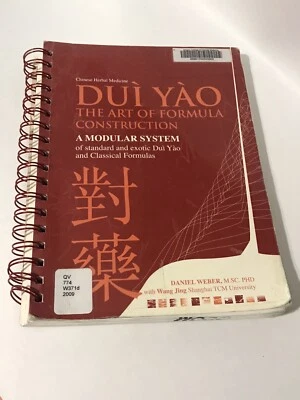 Chinese Herbal Medicine
DUÌ YÀO
THE ART OF FORMULA
CONSTRUCTION
A MODULAR SYSTEM
of standard and exotic Duì Yào
and Classical Formulas
對
藥
QV
774
W371d
2009
DANIEL WEBER, M.SC. PHD
with Wang Jing Shanghai TCM University